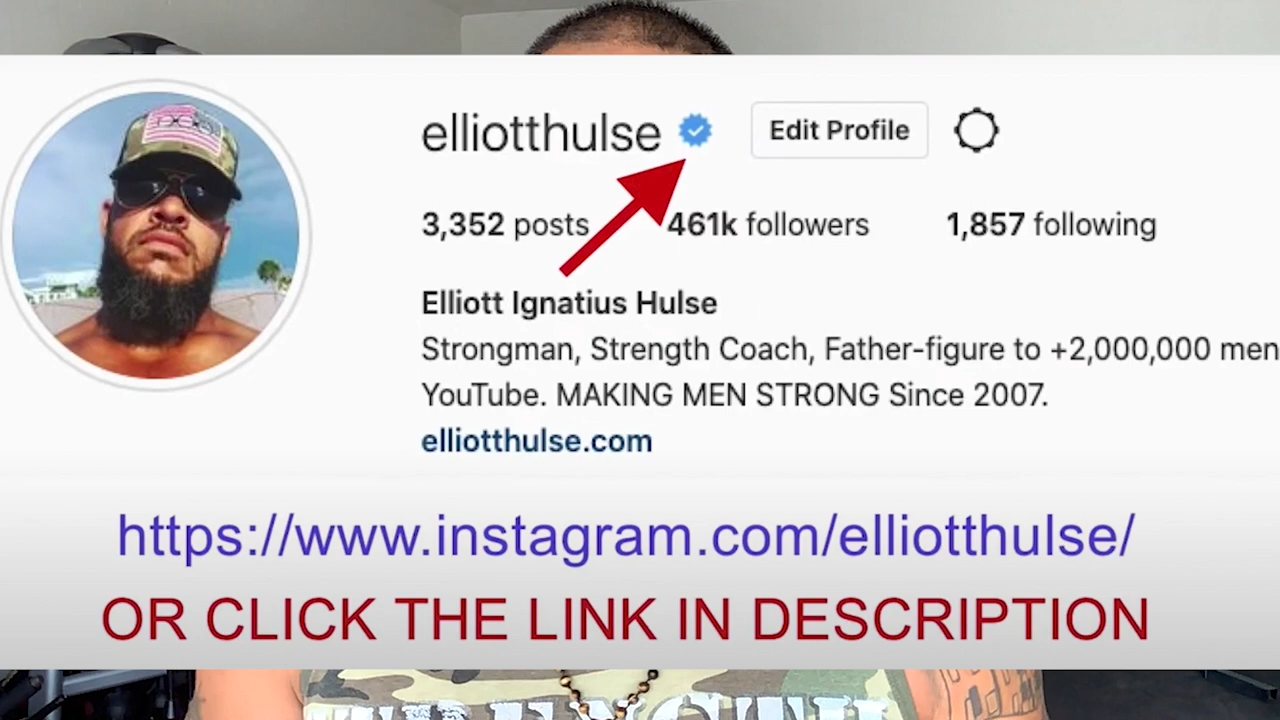 elliotthulse
Edit Profile
3,352 posts
461k followers
1,857 following
Elliott Ignatius Hulse
Strongman, Strength Coach, Father-figure to +2,000,000 men
YouTube. MAKING MEN STRONG Since 2007.
elliotthulse.com
https://www.instagram.com/elliotthulse/
OR CLICK THE LINK IN DESCRIPTION